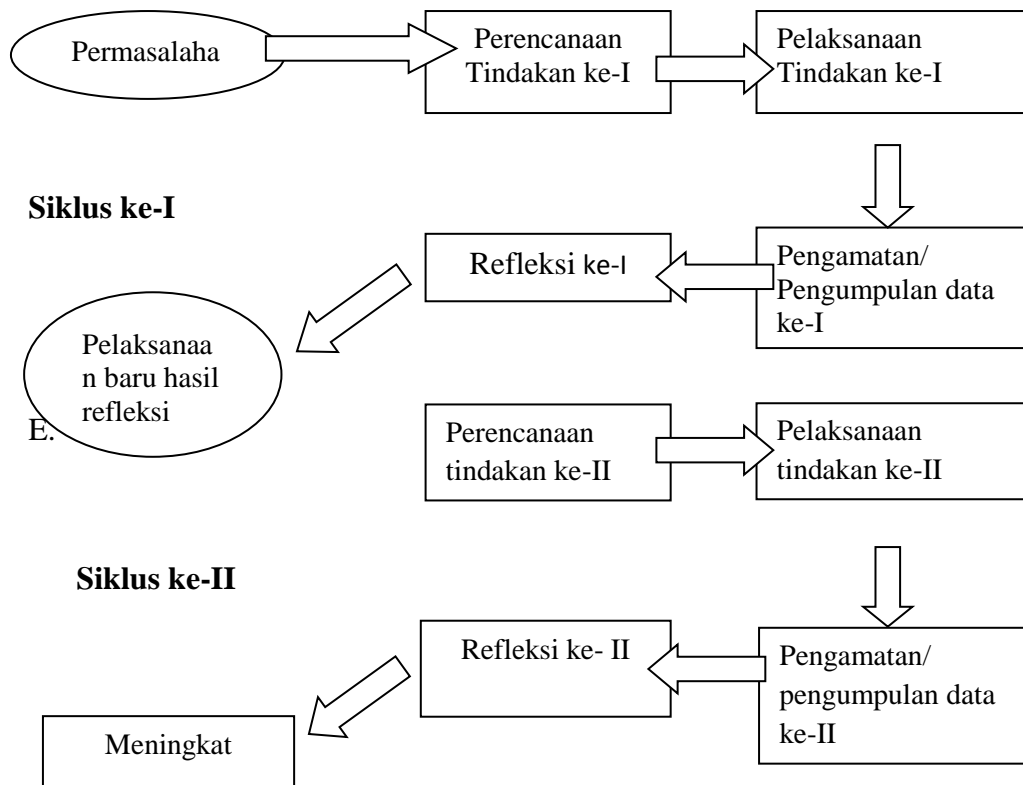 Permasalaha
Perencanaan
Tindakan ke-I
Pelaksanaan
Tindakan ke-I
Siklus ke-I
Refleksi ke-I
Pengamatan/
Pengumpulan data
ke-I
Pelaksanaa
n baru hasil
refleksi
E.
Perencanaan
tindakan ke-II
Pelaksanaan
tindakan ke-II
Siklus ke-II
Refleksi ke- II
Pengamatan/
pengumpulan data
ke-II
Meningkat